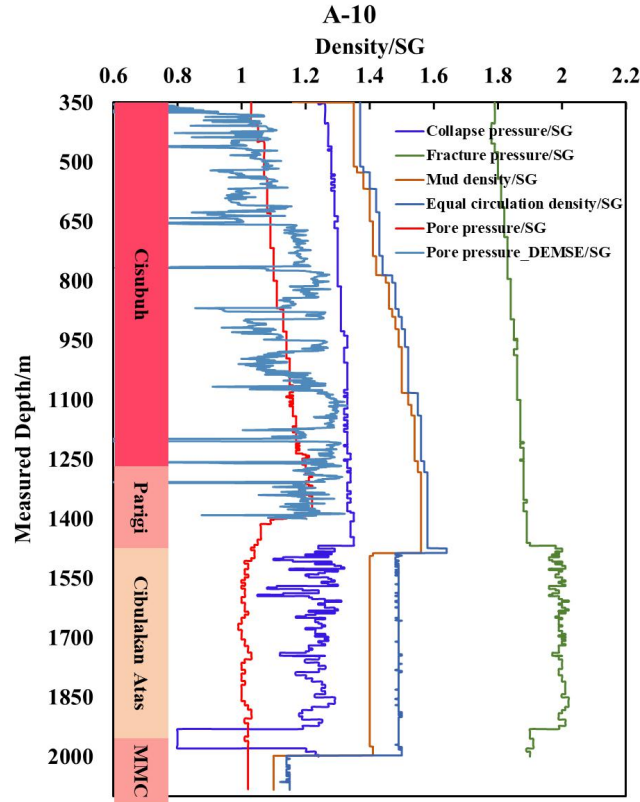 A-10
Density/SG
0.6 0.8 1 1.2 1.4 1.6 1.8 2 2.2
Measured Depth/m
350
500
650
800
950
1100
1250
1400
1550
1700
1850
2000
Cisubuh
Parigi
Cibulakan Atas
MMC
Collapse pressure/SG
Fracture pressure/SG
Mud density/SG
Equal circulation density/SG
Pore pressure/SG
Pore pressure_DEMSE/SG